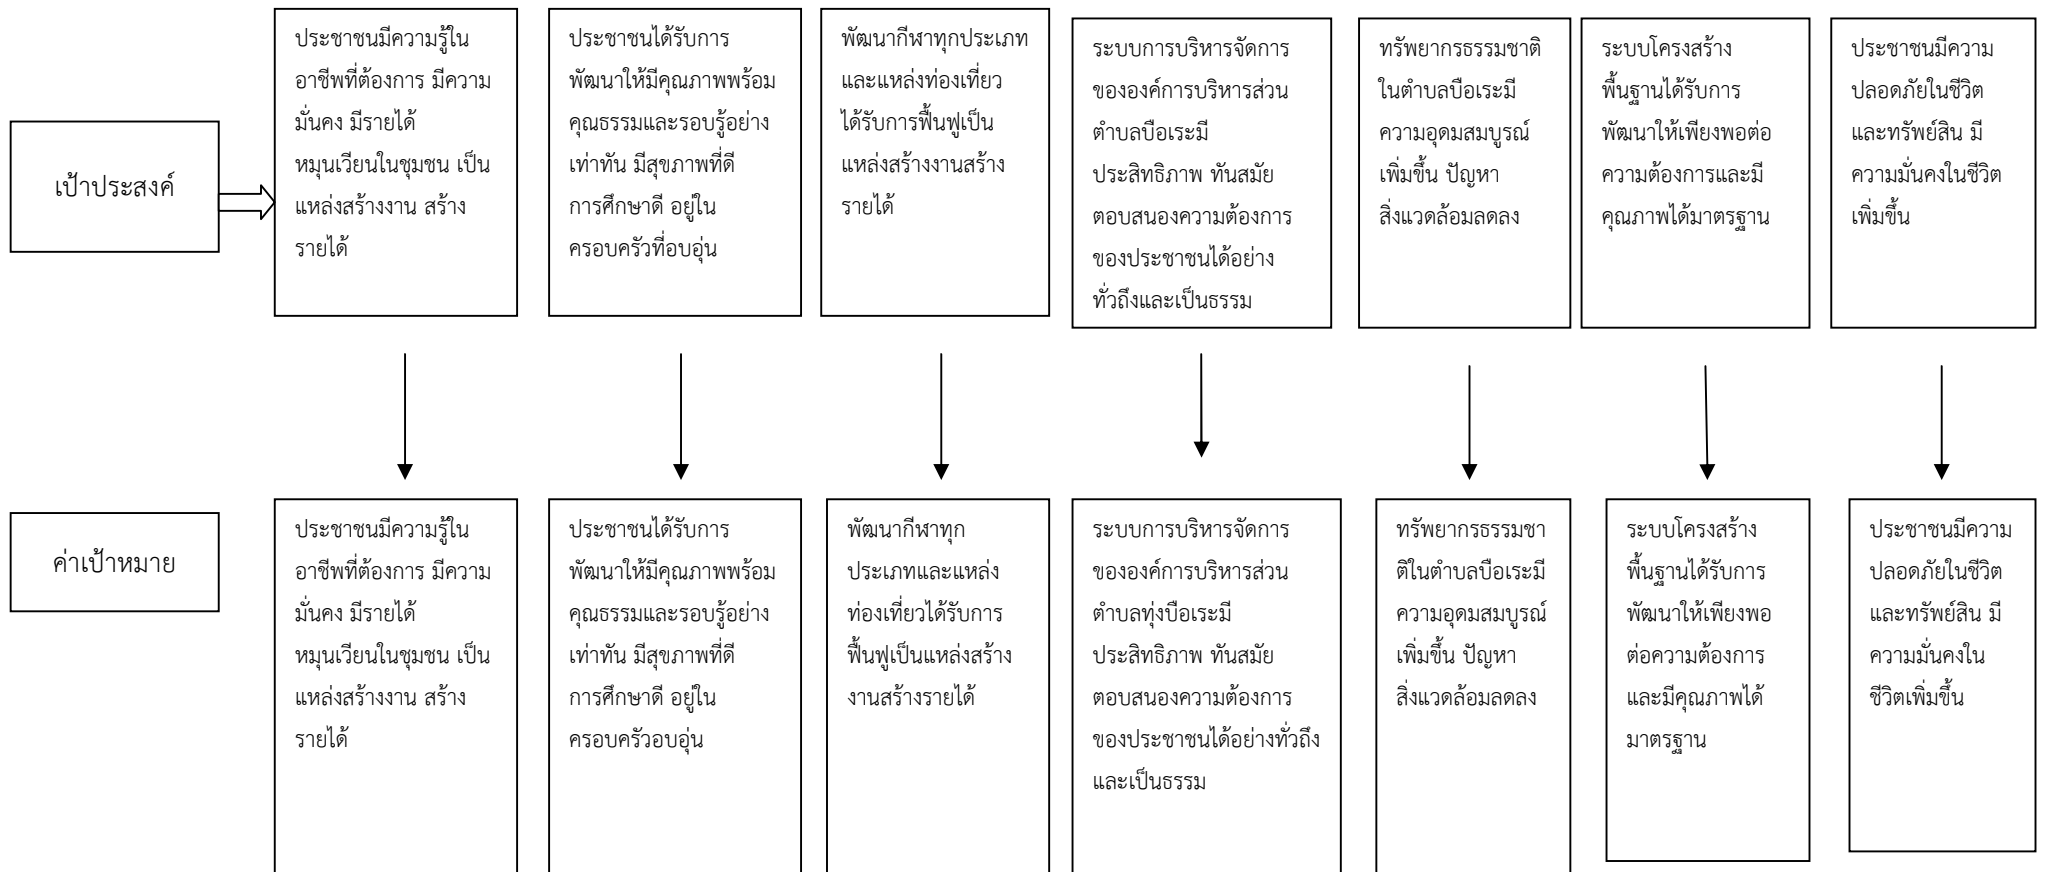 เป้าประสงค์
ประชาชนมีความรู้ใน
อาชีพที่ต้องการ มีความ
มั่นคง มีรายได้
หมุนเวียนในชุมชน เป็น
แหล่งสร้างงาน สร้าง
รายได้
ประชาชนได้รับการ
พัฒนาให้มีคุณภาพพร้อม
คุณธรรมและรอบรู้อย่าง
เท่าทัน มีสุขภาพที่ดี
การศึกษาดี อยู่ใน
ครอบครัวที่อบอุ่น
พัฒนากีฬาทุกประเภท
และแหล่งท่องเที่ยว
ได้รับการฟื้นฟูเป็น
แหล่งสร้างงานสร้าง
รายได้
ระบบการบริหารจัดการ
ขององค์การบริหารส่วน
ตำบลบือเระมี
ประสิทธิภาพ ทันสมัย
ตอบสนองความต้องการ
ของประชาชนได้อย่าง
ทั่วถึงและเป็นธรรม
ทรัพยากรธรรมชาติ
ในตำบลบือเระมี
ความอุดมสมบูรณ์
เพิ่มขึ้น ปัญหา
สิ่งแวดล้อมลดลง
ระบบโครงสร้าง
พื้นฐานได้รับการ
พัฒนาให้เพียงพอต่อ
ความต้องการและมี
คุณภาพได้มาตรฐาน
ประชาชนมีความ
ปลอดภัยในชีวิต
และทรัพย์สิน มี
ความมั่นคงในชีวิต
เพิ่มขึ้น
ค่าเป้าหมาย
ประชาชนมีความรู้ใน
อาชีพที่ต้องการ มีความ
มั่นคง มีรายได้
หมุนเวียนในชุมชน เป็น
แหล่งสร้างงาน สร้าง
รายได้
ประชาชนได้รับการ
พัฒนาให้มีคุณภาพพร้อม
คุณธรรมและรอบรู้อย่าง
เท่าทัน มีสุขภาพที่ดี
การศึกษาดี อยู่ใน
ครอบครัวอบอุ่น
พัฒนากีฬาทุก
ประเภทและแหล่ง
ท่องเที่ยวได้รับการ
ฟื้นฟูเป็นแหล่งสร้าง
งานสร้างรายได้
ระบบการบริหารจัดการ
ขององค์การบริหารส่วน
ตำบลทุ่งบือเระมี
ประสิทธิภาพ ทันสมัย
ตอบสนองความต้องการ
ของประชาชนได้อย่างทั่วถึง
และเป็นธรรม
ทรัพยากรธรรมชา
ติในตำบลบือเระมี
ความอุดมสมบูรณ์
เพิ่มขึ้น ปัญหา
สิ่งแวดล้อมลดลง
ระบบโครงสร้าง
พื้นฐานได้รับการ
พัฒนาให้เพียงพอ
ต่อความต้องการ
และมีคุณภาพได้
มาตรฐาน
ประชาชนมีความ
ปลอดภัยในชีวิต
และทรัพย์สิน มี
ความมั่นคงใน
ชีวิตเพิ่มขึ้น